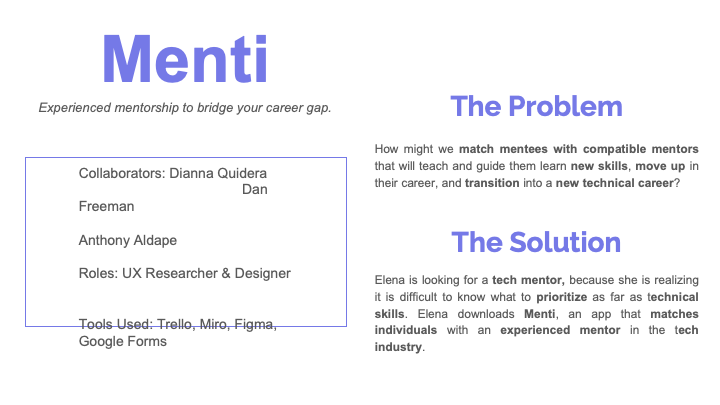 Menti
Experienced mentorship to bridge your career gap.
Collaborators: Dianna Quidera
Dan
Freeman
Anthony Aldape
Roles: UX Researcher & Designer
Tools Used: Trello, Miro, Figma,
Google Forms
The Problem
How might we match mentees with compatible mentors
that will teach and guide them learn new skills, move up in
their career, and transition into a new technical career?
The Solution
Elena is looking for a tech mentor, because she is realizing
it is difficult to know what to prioritize as far as technical
skills. Elena downloads Menti, an app that matches
individuals with an experienced mentor in the tech
industry.